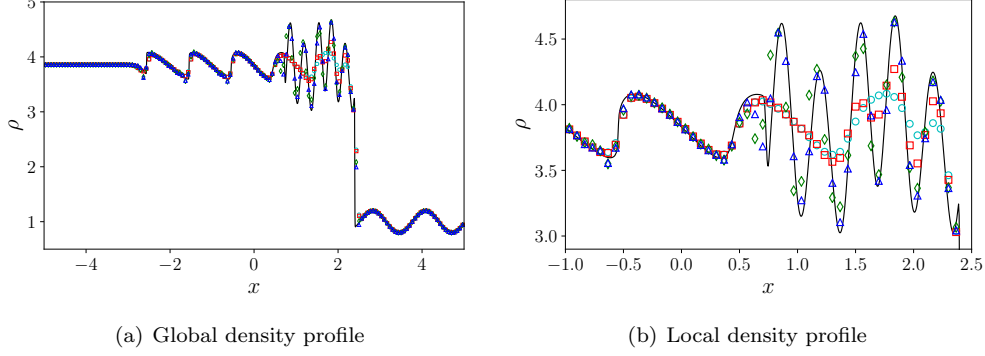 5
4
3
2
1
ρ
−4 −2 0 2 4
x
(a) Global density profile
4.5
4.0
3.5
3.0
ρ
−1.0 −0.5 0.0 0.5 1.0 1.5 2.0 2.5
x
(b) Local density profile